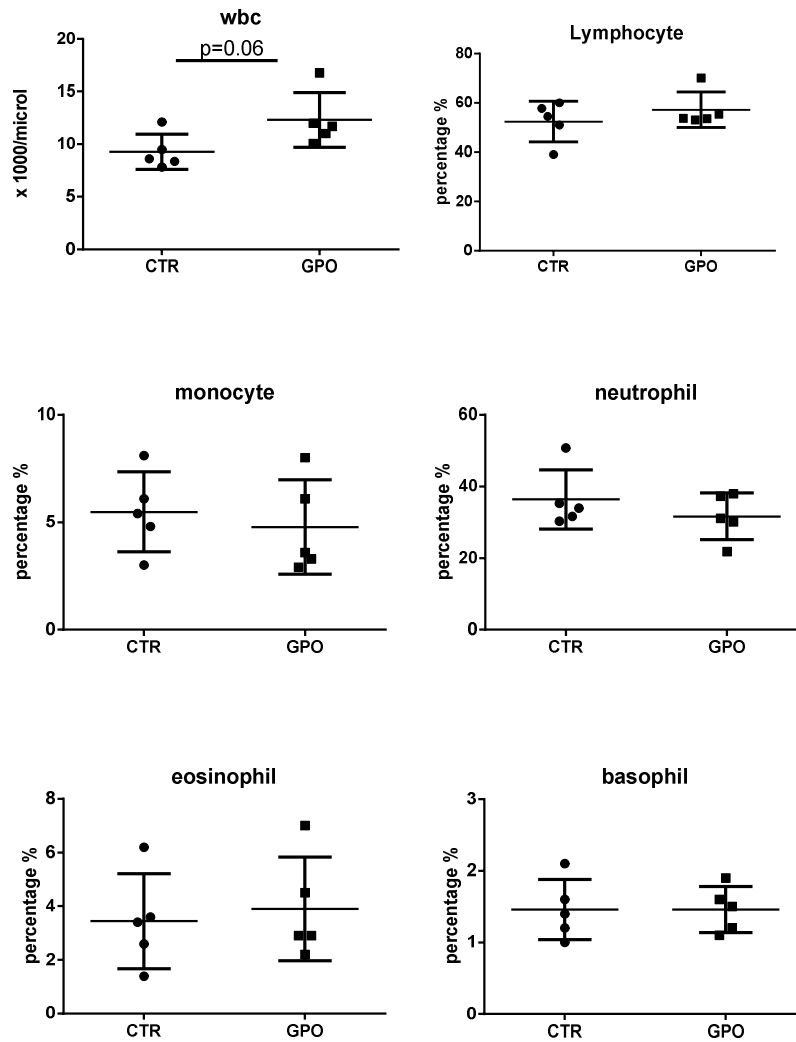 wbc
p=0.06
x 1000/microl
20
15
10
5
0
CTR GPO
Lymphocyte
percentage %
80
60
40
20
0
CTR GPO
monocyte
percentage %
10
5
0
CTR GPO
neutrophil
percentage %
60
40
20
0
CTR GPO
eosinophil
percentage %
8
6
4
2
0
CTR GPO
basophil
percentage %
3
2
1
0
CTR GPO